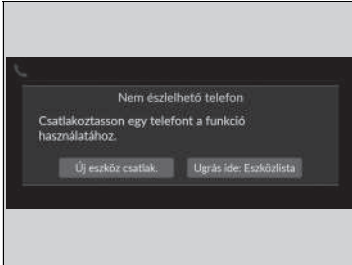 Nem észlelhető telefon
Csatlakoztasson egy telefont a funkció
használatához.
Új eszköz csatlak.
Ugrás ide: Eszközlista